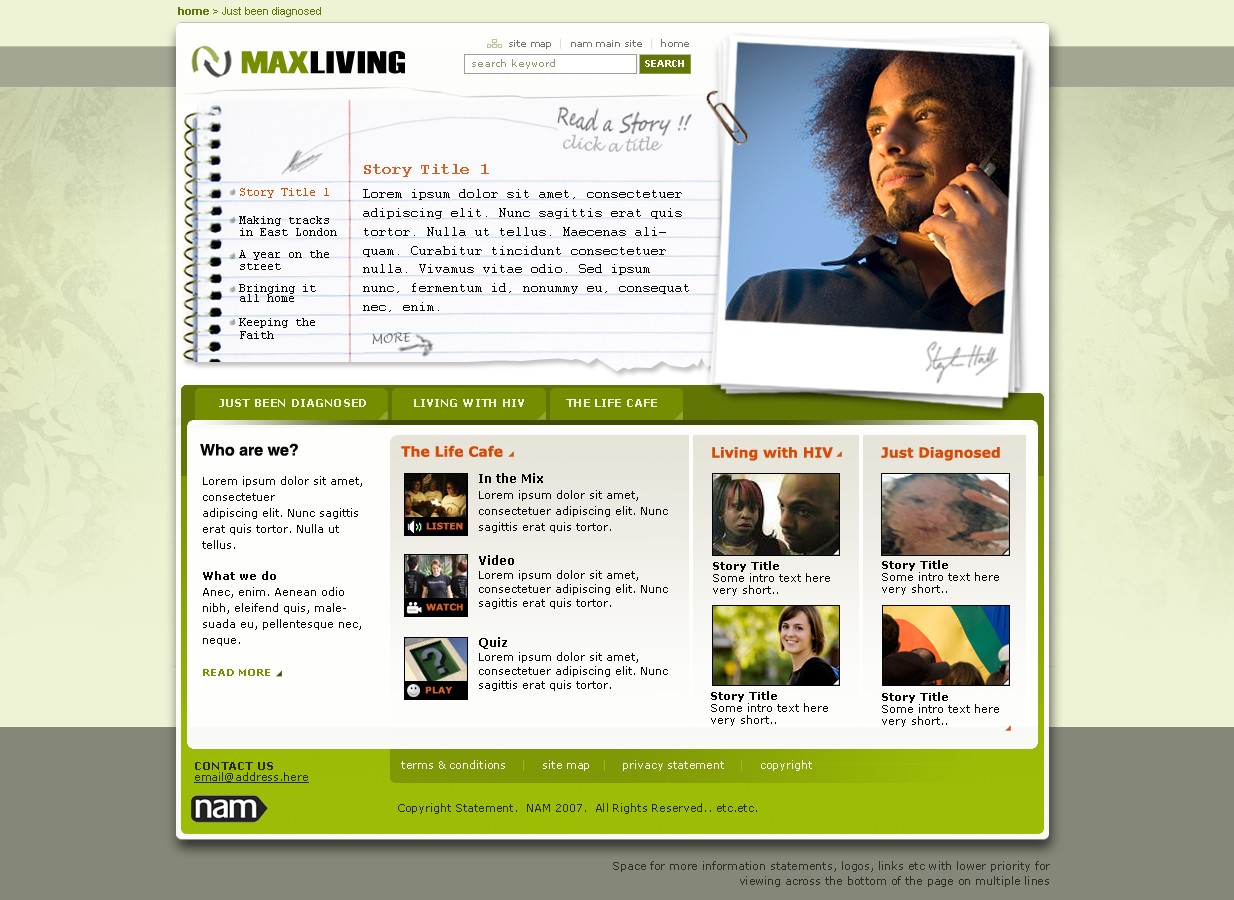 home > Just been diagnosed
MAXLIVING
site map | nam main site | home
search keyword
SEARCH
Read a Story !!
click a title
Story Title 1
Making tracks
in East London
A year on the
street
Bringing it
all home
Keeping the
Faith
Story Title 1
Lorem ipsum dolor sit amet, consectetuer
adipiscing elit. Nunc sagittis erat quis
tortor. Nulla ut tellus. Maecenas ali-
quam. Curabitur tincidunt consectetuer
nulla. Vivamus vitae odio. Sed ipsum
nunc, fermentum id, nonummy eu, consequat
nec, enim.
MORE
JUST BEEN DIAGNOSED
LIVING WITH HIV
THE LIFE CAFE
Who are we?
Lorem ipsum dolor sit amet,
consectetuer
adipiscing elit. Nunc sagittis
erat quis tortor. Nulla ut
tellus.
What we do
Anec, enim. Aenean odio
nibh, eleifend quis, male-
suada eu, pellentesque nec,
neque.
READ MORE
The Life Cafe
LISTEN
In the Mix
Lorem ipsum dolor sit amet,
consectetuer adipiscing elit. Nunc
sagittis erat quis tortor.
WATCH
Video
Lorem ipsum dolor sit amet,
consectetuer adipiscing elit. Nunc
sagittis erat quis tortor.
?
PLAY
Quiz
Lorem ipsum dolor sit amet,
consectetuer adipiscing elit. Nunc
sagittis erat quis tortor.
Living with HIV
Story Title
Some intro text here
very short..
Story Title
Some intro text here
very short..
Just Diagnosed
Story Title
Some intro text here
very short..
Story Title
Some intro text here
very short..
CONTACT US
email@address.here
nam
terms & conditions | site map | privacy statement | copyright
Copyright Statement. NAM 2007. All Rights Reserved.. etc.etc.
Space for more information statements, logos, links etc with lower priority for
viewing across the bottom of the page on multiple lines